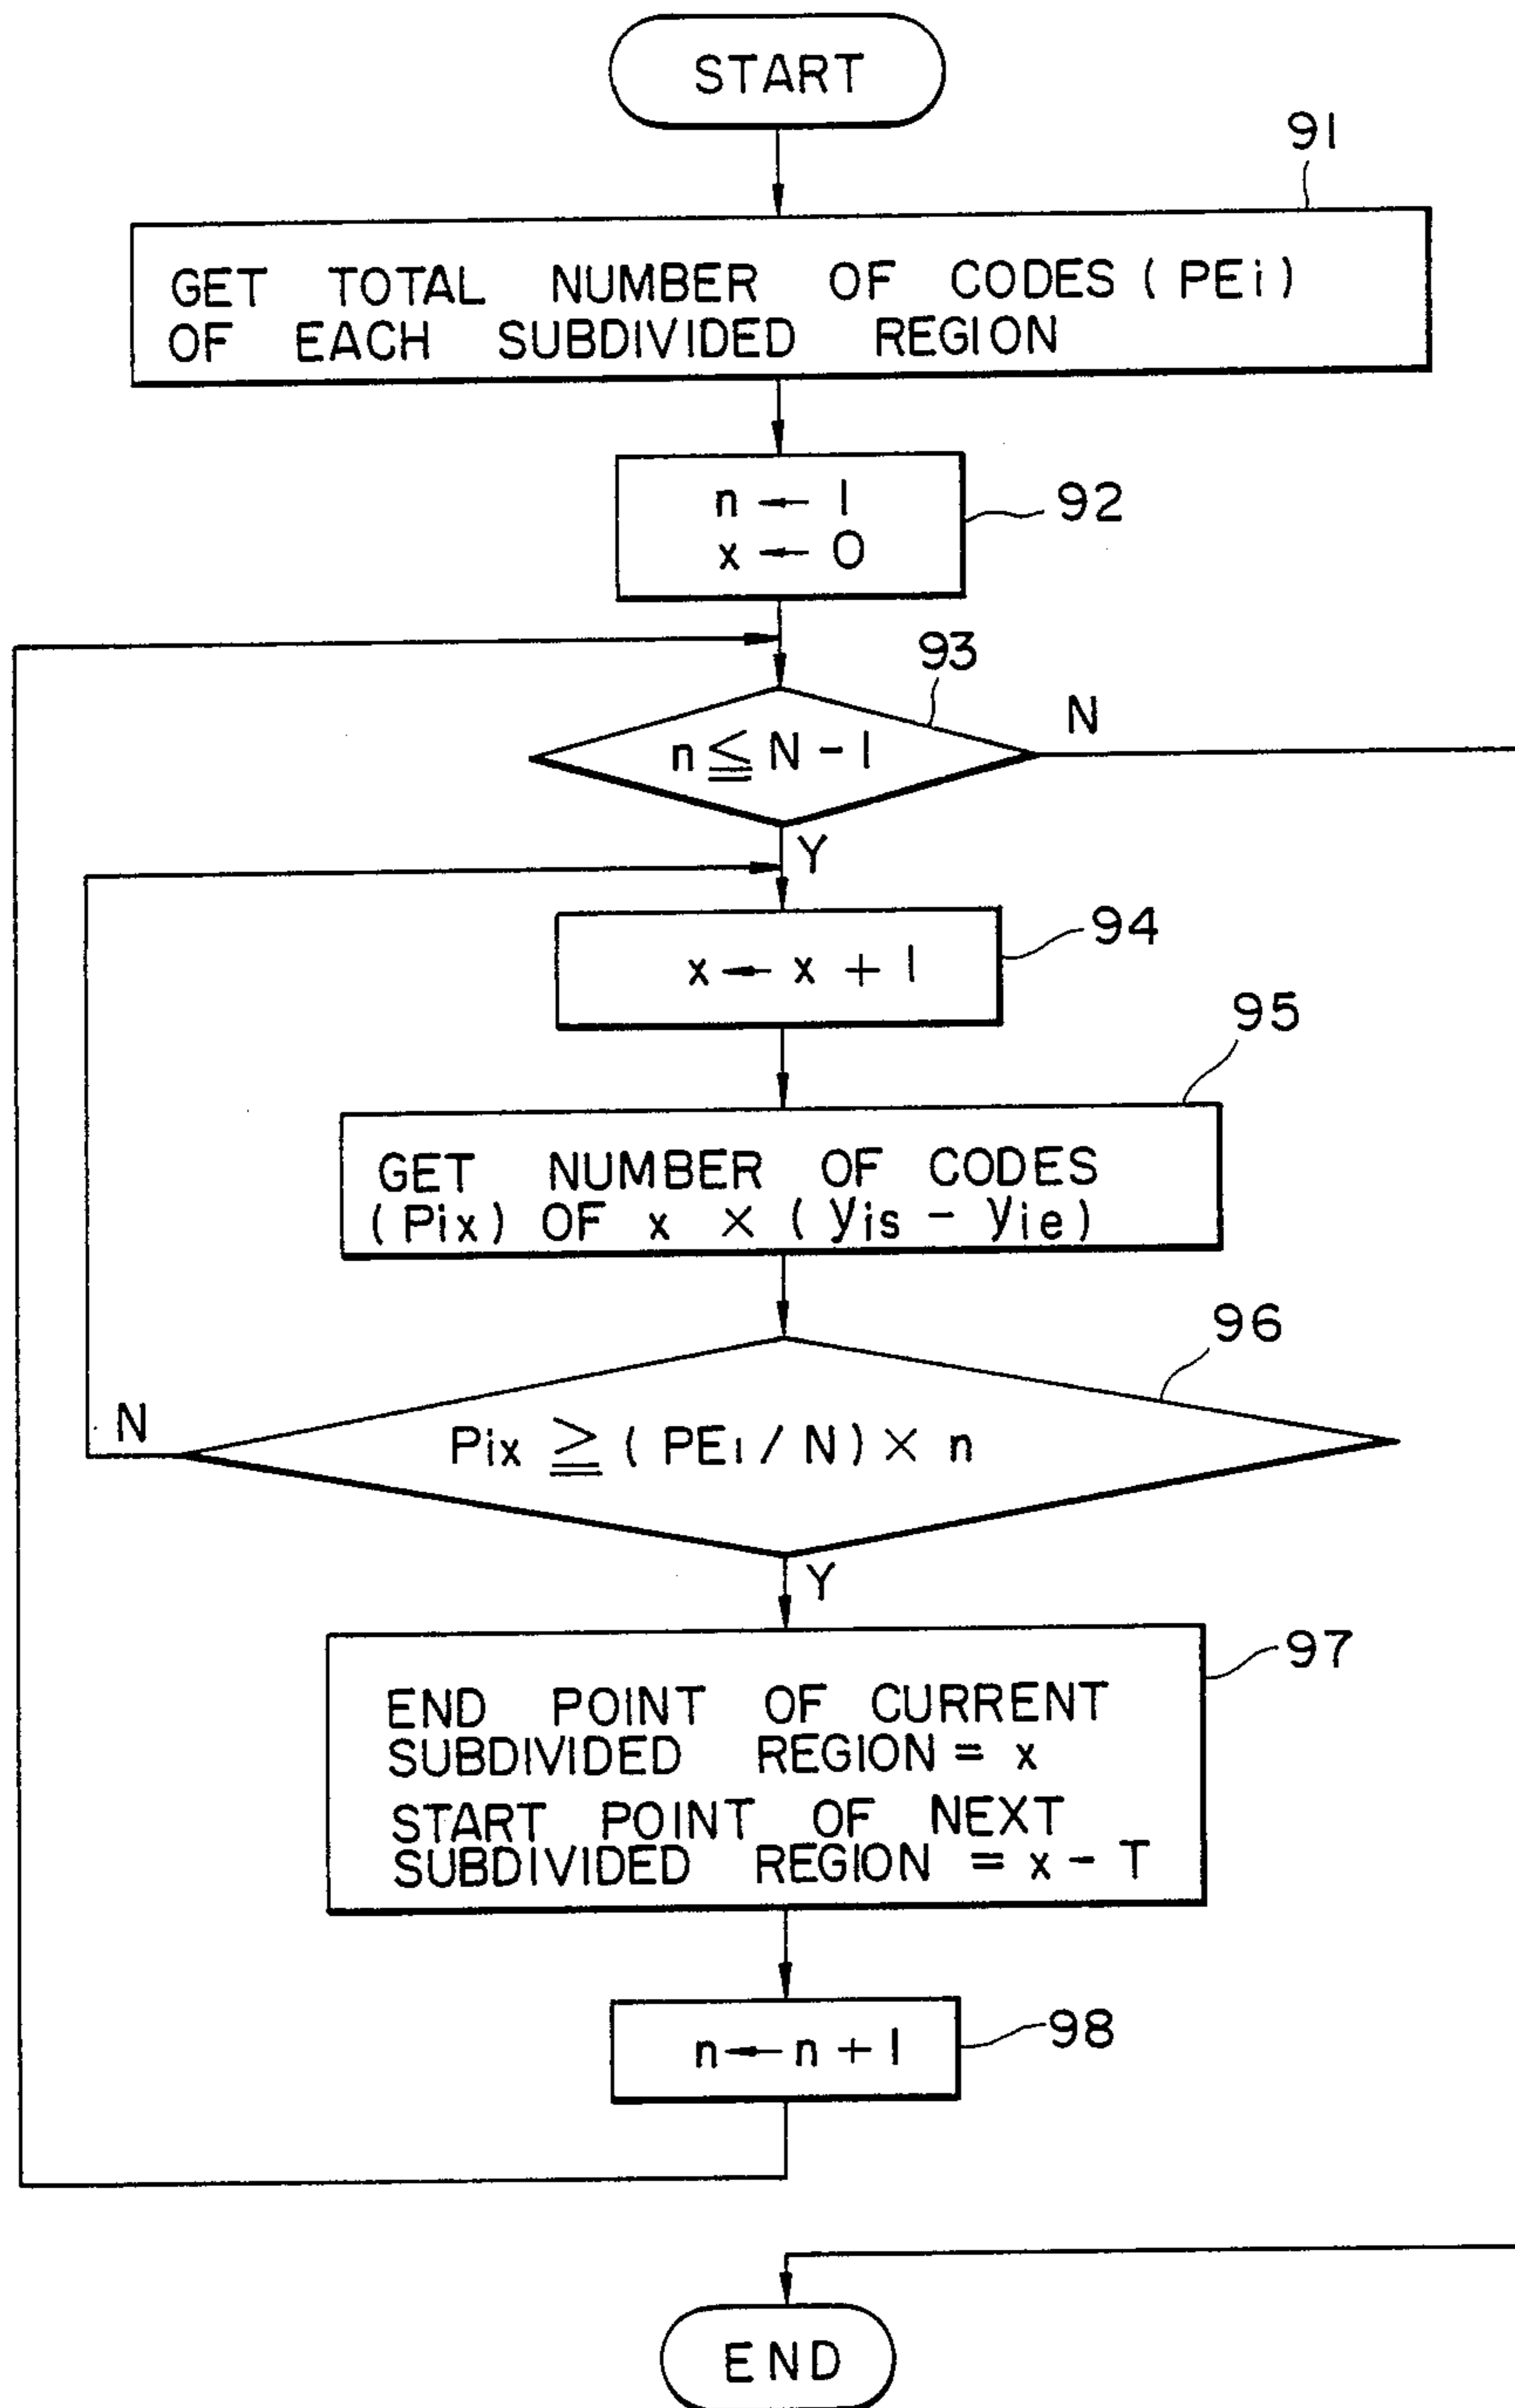 START
91
GET TOTAL NUMBER OF CODES (PEi)
OF EACH SUBDIVIDED REGION
n ← 1
x ← 0
92
93
n ≦ N - 1
N
Y
94
x ← x + 1
95
GET NUMBER OF CODES
(Pix) OF x × (yis - yie)
96
N
Pix ≧ (PEi / N) × n
Y
97
END POINT OF CURRENT
SUBDIVIDED REGION = x
START POINT OF NEXT
SUBDIVIDED REGION = x - T
98
n ← n + 1
END